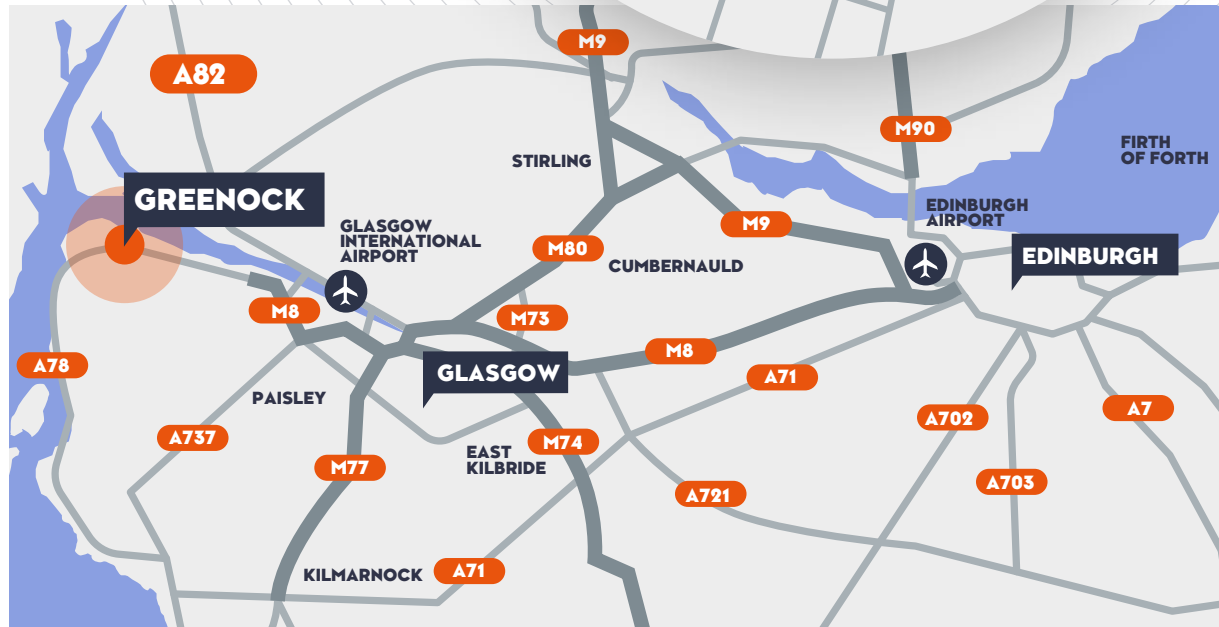 M9
A82
M90
FIRTH
OF FORTH
STIRLING
GREENOCK
EDINBURGH
AIRPORT
GLASGOW
INTERNATIONAL
AIRPORT
M9
M80
EDINBURGH
CUMBERNAULD
M8
M73
M8
A78
GLASGOW
A71
PAISLEY
A7
A702
A737
M74
EAST
KILBRIDE
M77
A703
A721
KILMARNOCK
A71